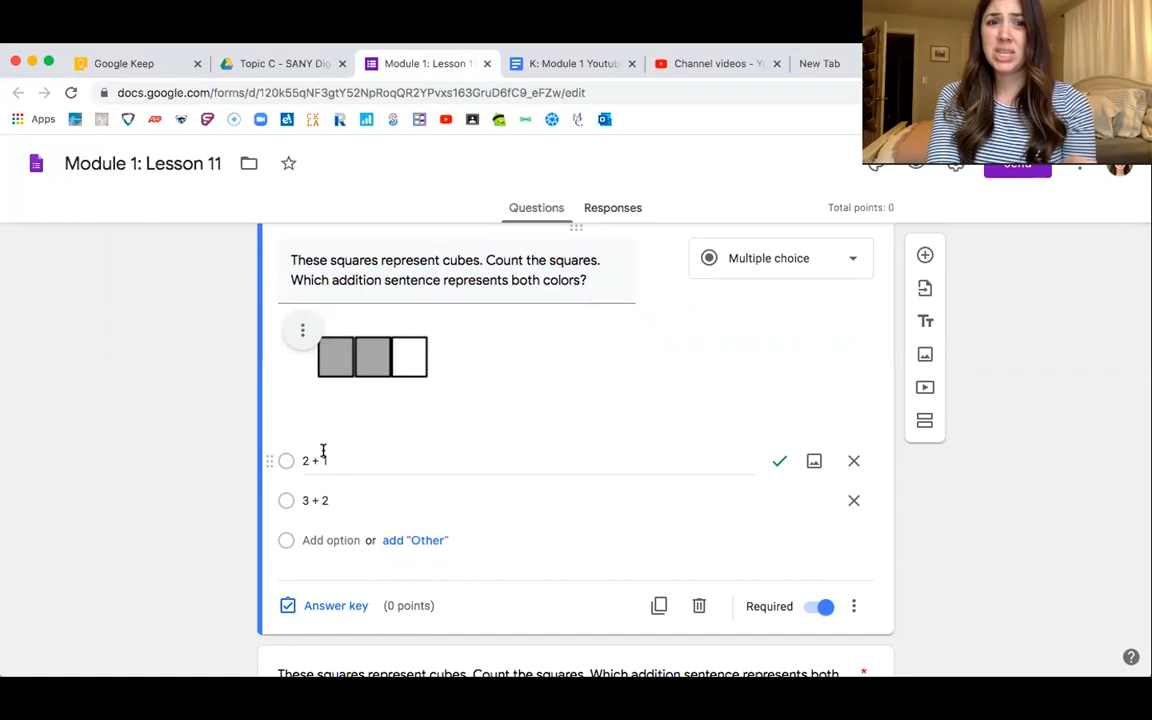 Google Keep
Topic C - SANY Dig
Module 1: Lesson 1
K: Module 1 Youtub
Channel videos - Y
New Tab
docs.google.com/forms/d/120k55qNF3gtY52NpRoqQR2YPvxs163GruD6fC9_eFZw/edit
Apps
Module 1: Lesson 11
Questions
Responses
Total points: 0
These squares represent cubes. Count the squares.
Which addition sentence represents both colors?
Multiple choice
2 + 1
3 + 2
Add option or add "Other"
Answer key (0 points)
Required
These squares represent cubes. Count the squares. Which addition sentence represents both *